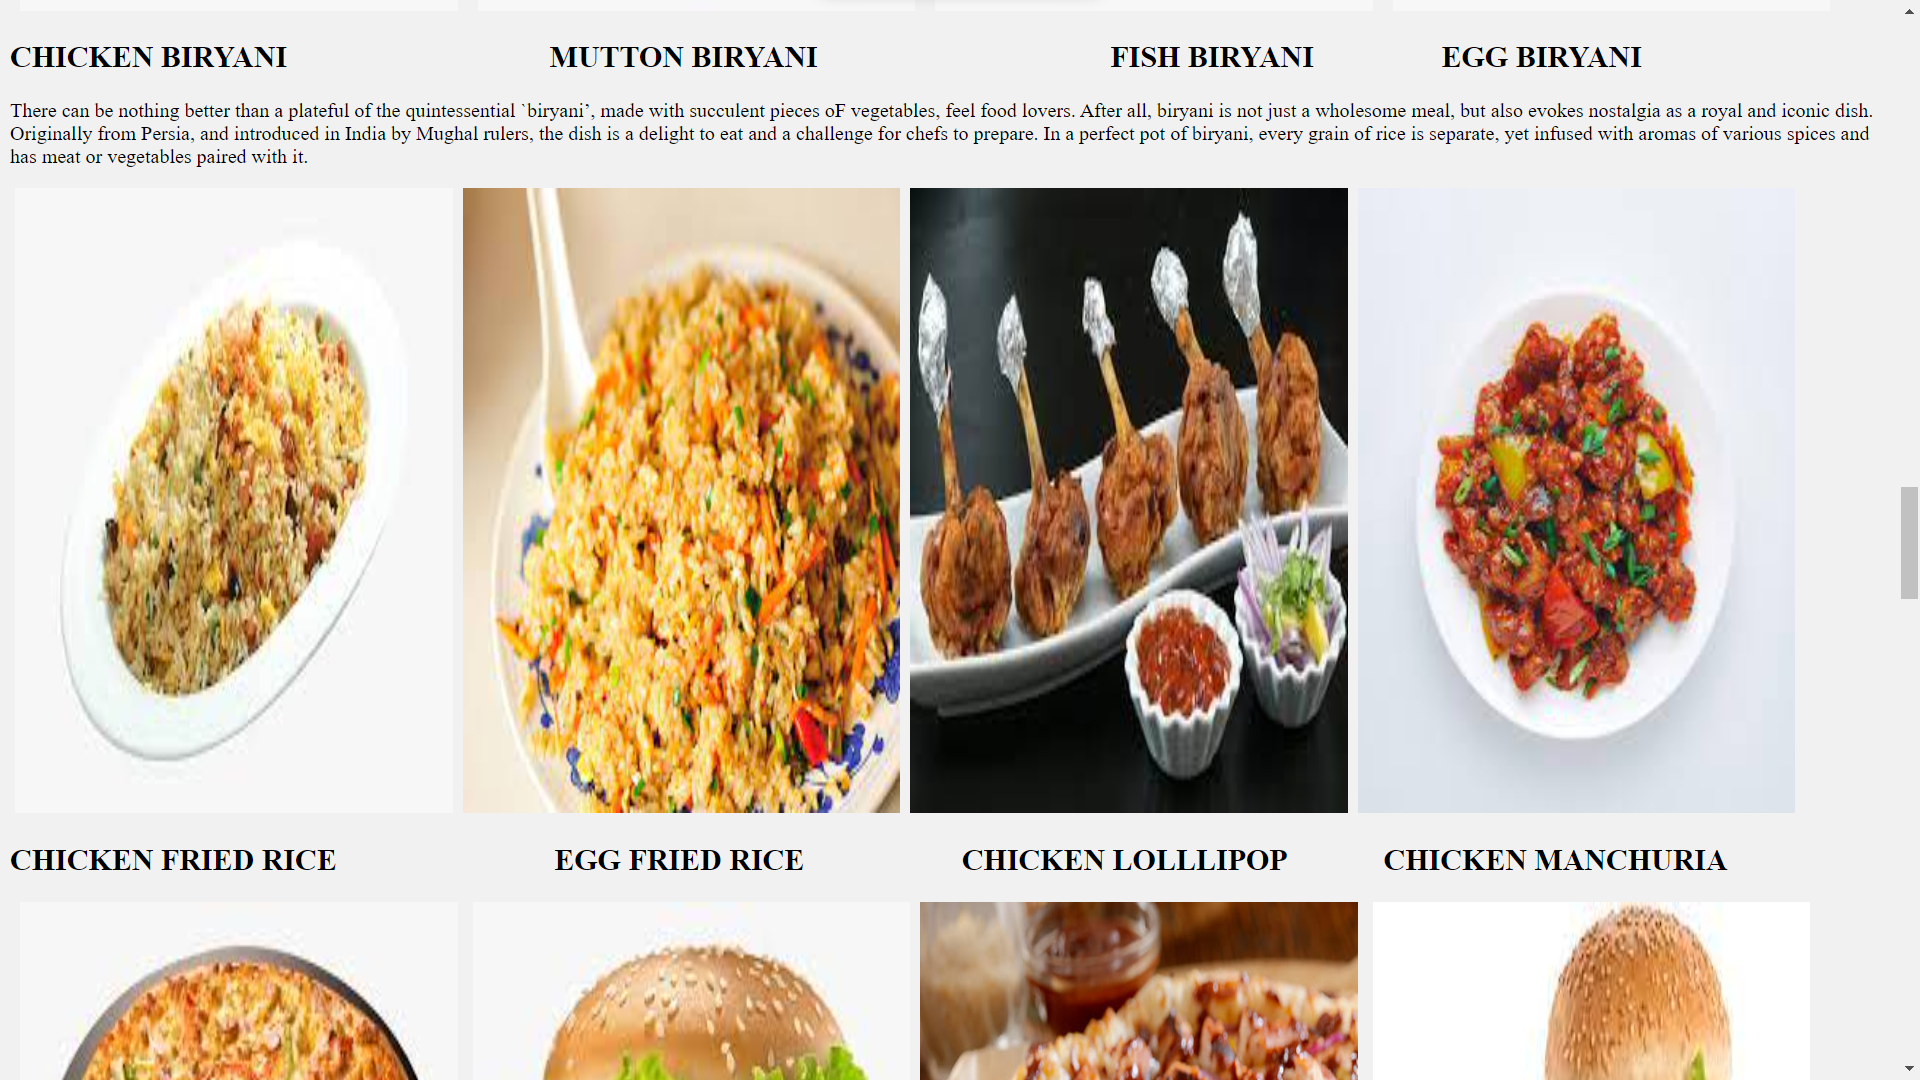 CHICKEN BIRYANI MUTTON BIRYANI FISH BIRYANI EGG BIRYANI
There can be nothing better than a plateful of the quintessential `biryani’, made with succulent pieces oF vegetables, feel food lovers. After all, biryani is not just a wholesome meal, but also evokes nostalgia as a royal and iconic dish.
Originally from Persia, and introduced in India by Mughal rulers, the dish is a delight to eat and a challenge for chefs to prepare. In a perfect pot of biryani, every grain of rice is separate, yet infused with aromas of various spices and
has meat or vegetables paired with it.
CHICKEN FRIED RICE EGG FRIED RICE CHICKEN LOLLLIPOP CHICKEN MANCHURIA